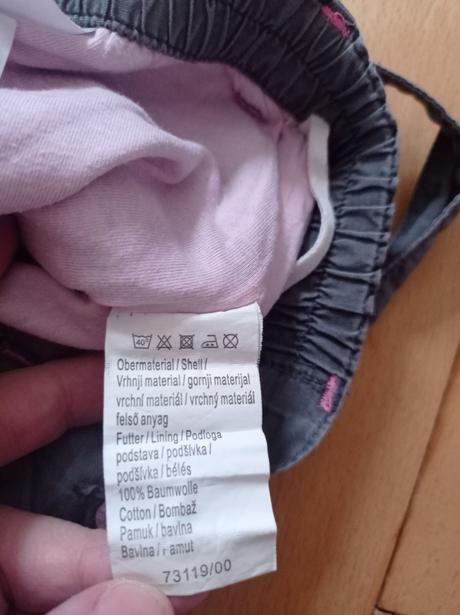 40°
Obermaterial / Shell /
Vrhnji material / gornji materijal
vrchní materiál / vrchný materiál
felső anyag
Futter / Lining / Podloga
podstava / podšívka /
podšívka / bélés
100% Baumwolle
Cotton / Bombaž
Pamuk / bavlna
Bavlna / Pamut
73119/00